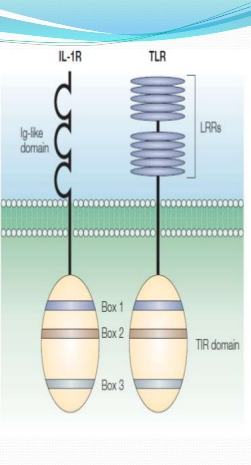 IL-1R
TLR
Ig-like
domain
LRRs
Box 1
Box 2
TIR domain
Box 3